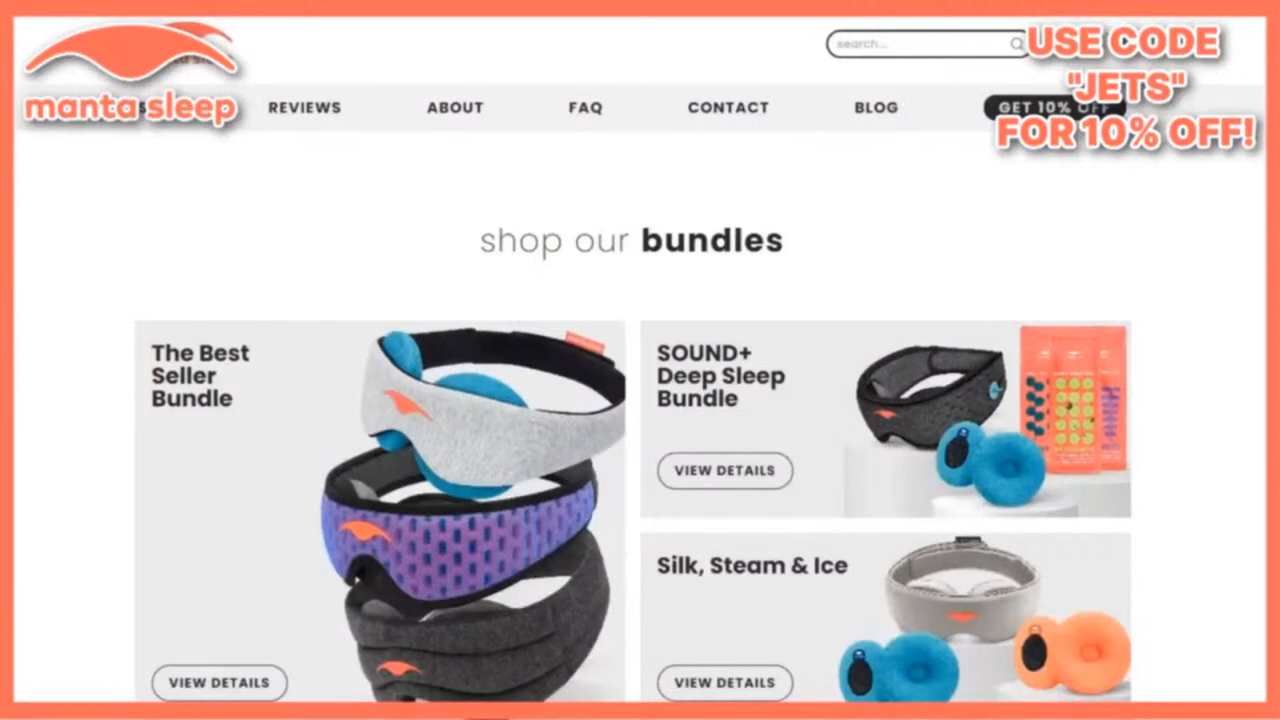 manta sleep
search...
USE CODE
"JETS"
FOR 10% OFF!
REVIEWS
ABOUT
FAQ
CONTACT
BLOG
GET 10% OFF
shop our bundles
The Best
Seller
Bundle
VIEW DETAILS
SOUND+
Deep Sleep
Bundle
VIEW DETAILS
Silk, Steam & Ice
VIEW DETAILS